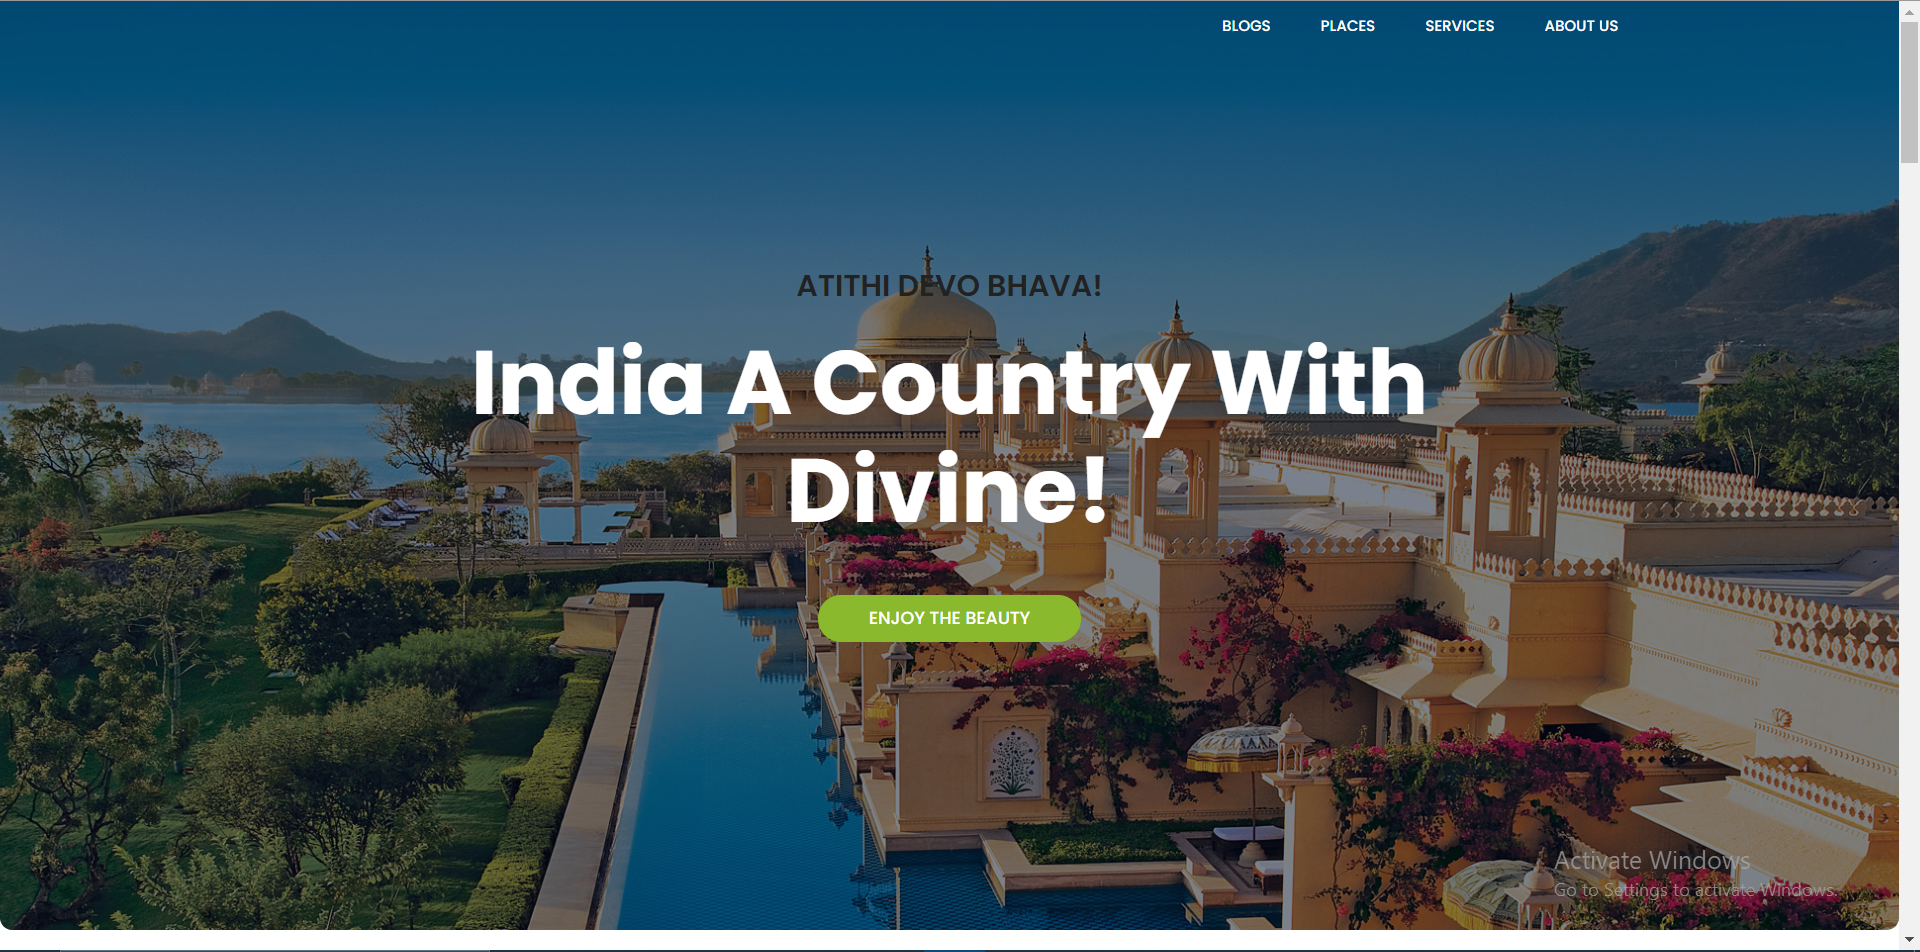 BLOGS PLACES SERVICES ABOUT US
ATITHI DEVO BHAVA!
India A Country With
Divine!
ENJOY THE BEAUTY
Activate Windows
Go to Settings to activate Windows.